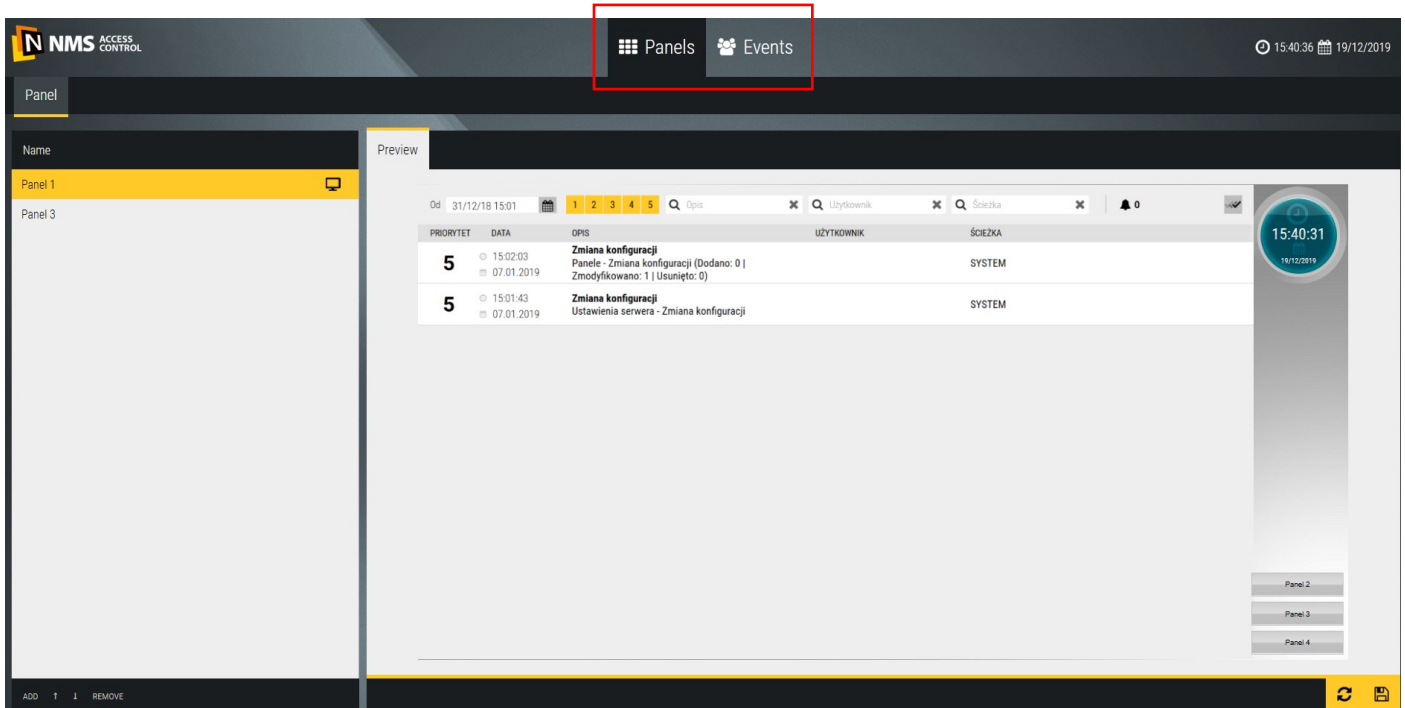 N NMS ACCESS CONTROL
Panels Events
15:40:36 19/12/2019
Panel
Name
Preview
Panel 1
Panel 3
Od 31/12/18 15:01 1 2 3 4 5 Opis Użytkownik Ścieżka 0
PRIORYTET DATA OPIS UŻYTKOWNIK ŚCIEŻKA
5 15:02:03 07.01.2019
Zmiana konfiguracji
Panele - Zmiana konfiguracji (Dodano: 0 |
Zmodyfikowano: 1 | Usunięto: 0)
SYSTEM
5 15:01:43 07.01.2019
Zmiana konfiguracji
Ustawienia serwera - Zmiana konfiguracji
SYSTEM
15:40:31
19/12/2019
Panel 2
Panel 3
Panel 4
ADD ↑ ↓ REMOVE